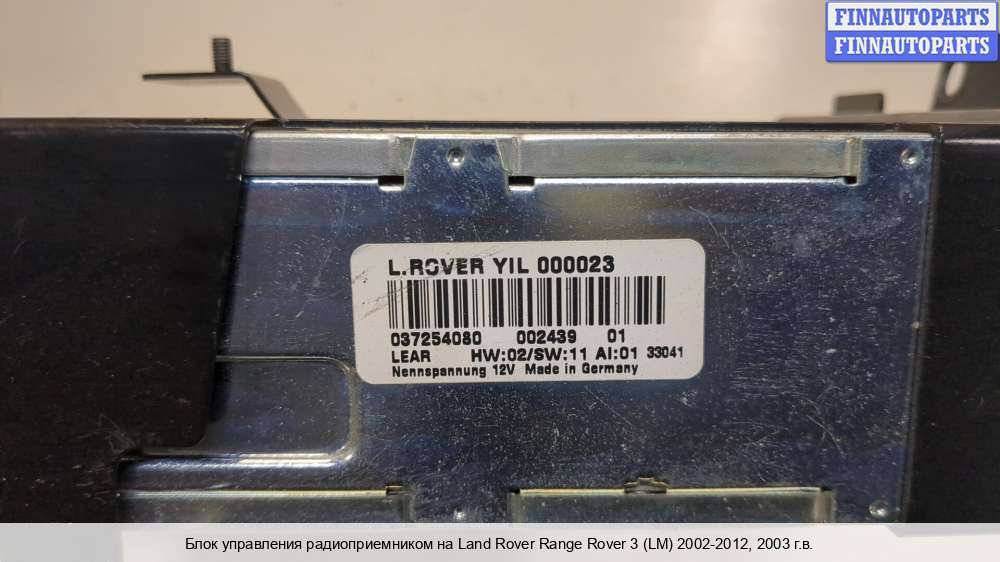 FINNAUTOPARTS
FINNAUTOPARTS
L.ROVER YIL 000023
037254080 002439 01
LEAR HW:02/SW:11 AI:01 33041
Nennspannung 12V Made in Germany
Блок управления радиоприемником на Land Rover Range Rover 3 (LM) 2002-2012, 2003 г.в.